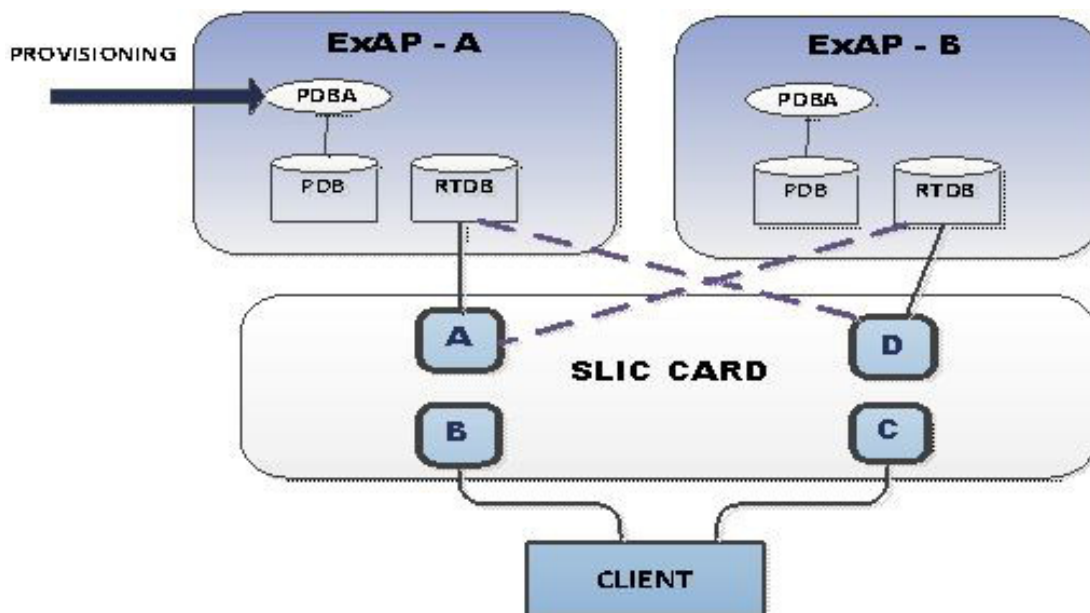 ExAP - A
ExAP - B
PROVISIONING
PDBA
PDBA
PDB
RTDB
PDB
RTDB
A
D
SLIC CARD
B
C
CLIENT